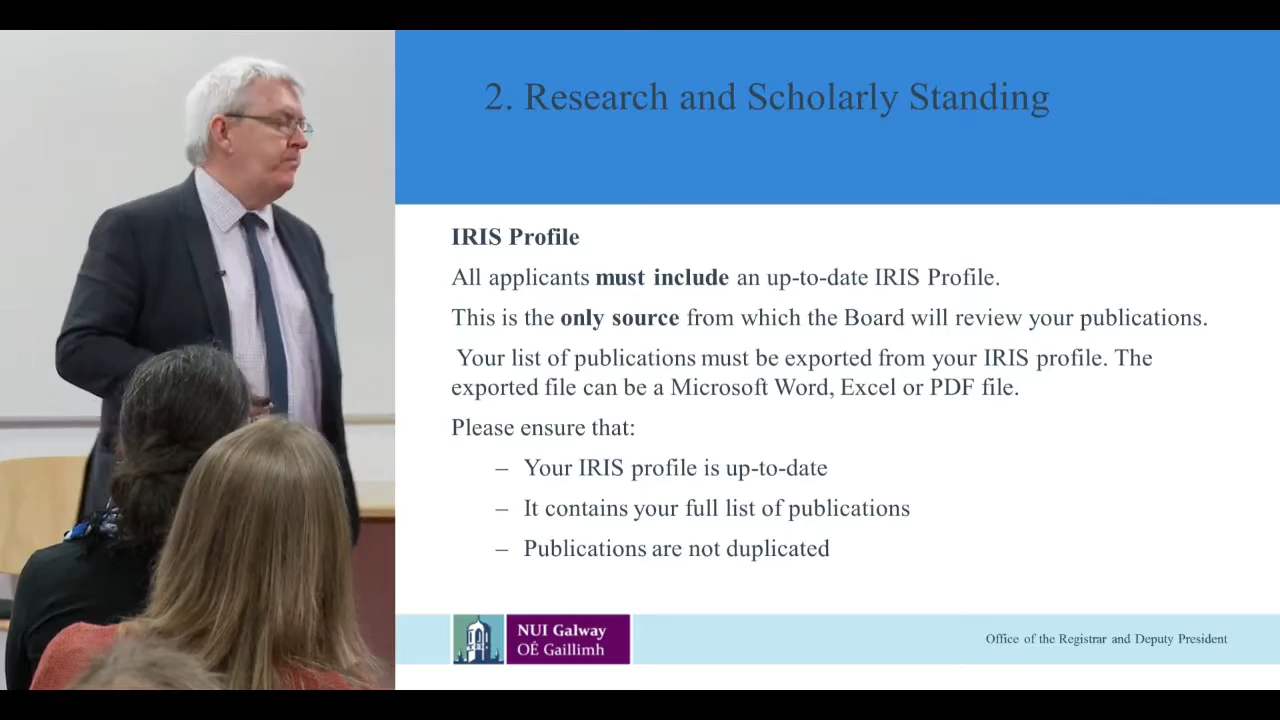 2. Research and Scholarly Standing
IRIS Profile
All applicants must include an up-to-date IRIS Profile.
This is the only source from which the Board will review your publications.
Your list of publications must be exported from your IRIS profile. The
exported file can be a Microsoft Word, Excel or PDF file.
Please ensure that:
– Your IRIS profile is up-to-date
– It contains your full list of publications
– Publications are not duplicated
NUI Galway
OÉ Gaillimh
Office of the Registrar and Deputy President